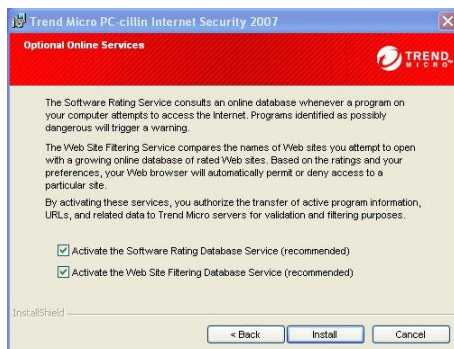 Trend Micro PC-cillin Internet Security 2007
Optional Online Services
TREND
MICRO
The Software Rating Service consults an online database whenever a program on
your computer attempts to access the Internet. Programs identified as possibly
dangerous will trigger a warning.
The Web Site Filtering Service compares the names of Web sites you attempt to open
with a growing online database of rated Web sites. Based on the ratings and your
preferences, your Web browser will automatically permit or deny access to a
particular site.
By activating these services, you authorize the transfer of active program information,
URLs, and related data to Trend Micro servers for validation and filtering purposes.
Activate the Software Rating Database Service (recommended)
Activate the Web Site Filtering Database Service (recommended)
InstallShield
< Back
Install
Cancel